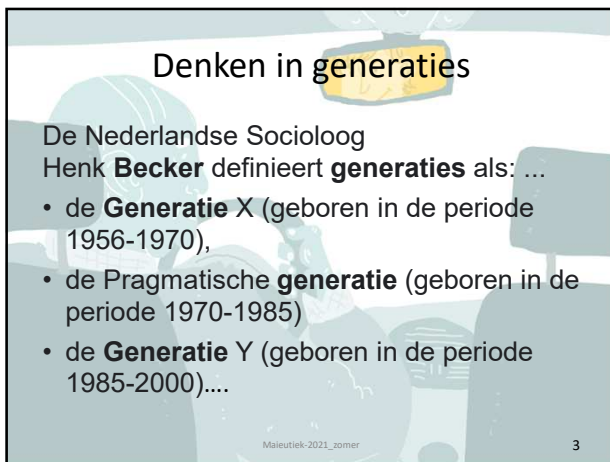 Denken in generaties
De Nederlandse Socioloog
Henk Becker definieert generaties als: ...
• de Generatie X (geboren in de periode
1956-1970),
• de Pragmatische generatie (geboren in de
periode 1970-1985)
• de Generatie Y (geboren in de periode
1985-2000)....
Maieutiek-2021_zomer
3